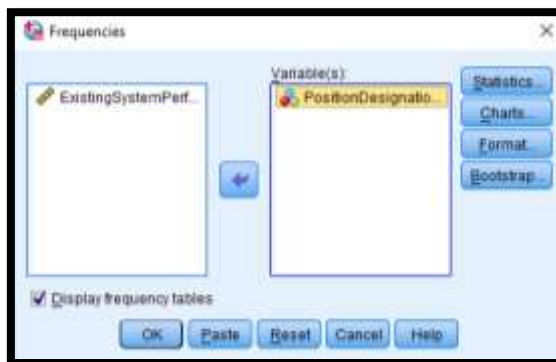 Frequencies
Variable(s):
ExistingSystemPerf...
PositionDesignatio...
Statistics...
Charts...
Format...
Bootstrap...
Display frequency tables
OK Paste Reset Cancel Help